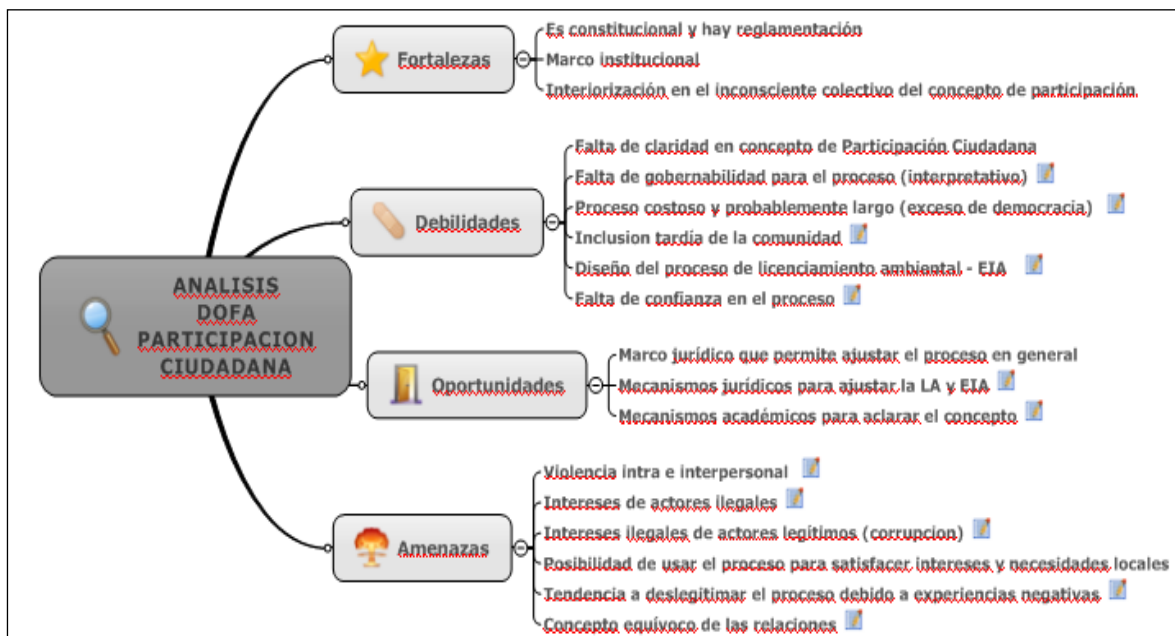 ANALISIS
DOFA
PARTICIPACION
CIUDADANA
Fortalezas
Es constitucional y hay reglamentación
Marco institucional
Interiorización en el inconsciente colectivo del concepto de participación
Debilidades
Falta de claridad en concepto de Participación Ciudadana
Falta de gobernabilidad para el proceso (interpretativo)
Proceso costoso y probablemente largo (exceso de democracia)
Inclusion tardía de la comunidad
Diseño del proceso de licenciamiento ambiental - EIA
Falta de confianza en el proceso
Oportunidades
Marco jurídico que permite ajustar el proceso en general
Mecanismos jurídicos para ajustar la LA y EIA
Mecanismos académicos para aclarar el concepto
Amenazas
Violencia intra e interpersonal
Intereses de actores ilegales
Intereses ilegales de actores legítimos (corrupcion)
Posibilidad de usar el proceso para satisfacer intereses y necesidades locales
Tendencia a deslegitimar el proceso debido a experiencias negativas
Concepto equívoco de las relaciones